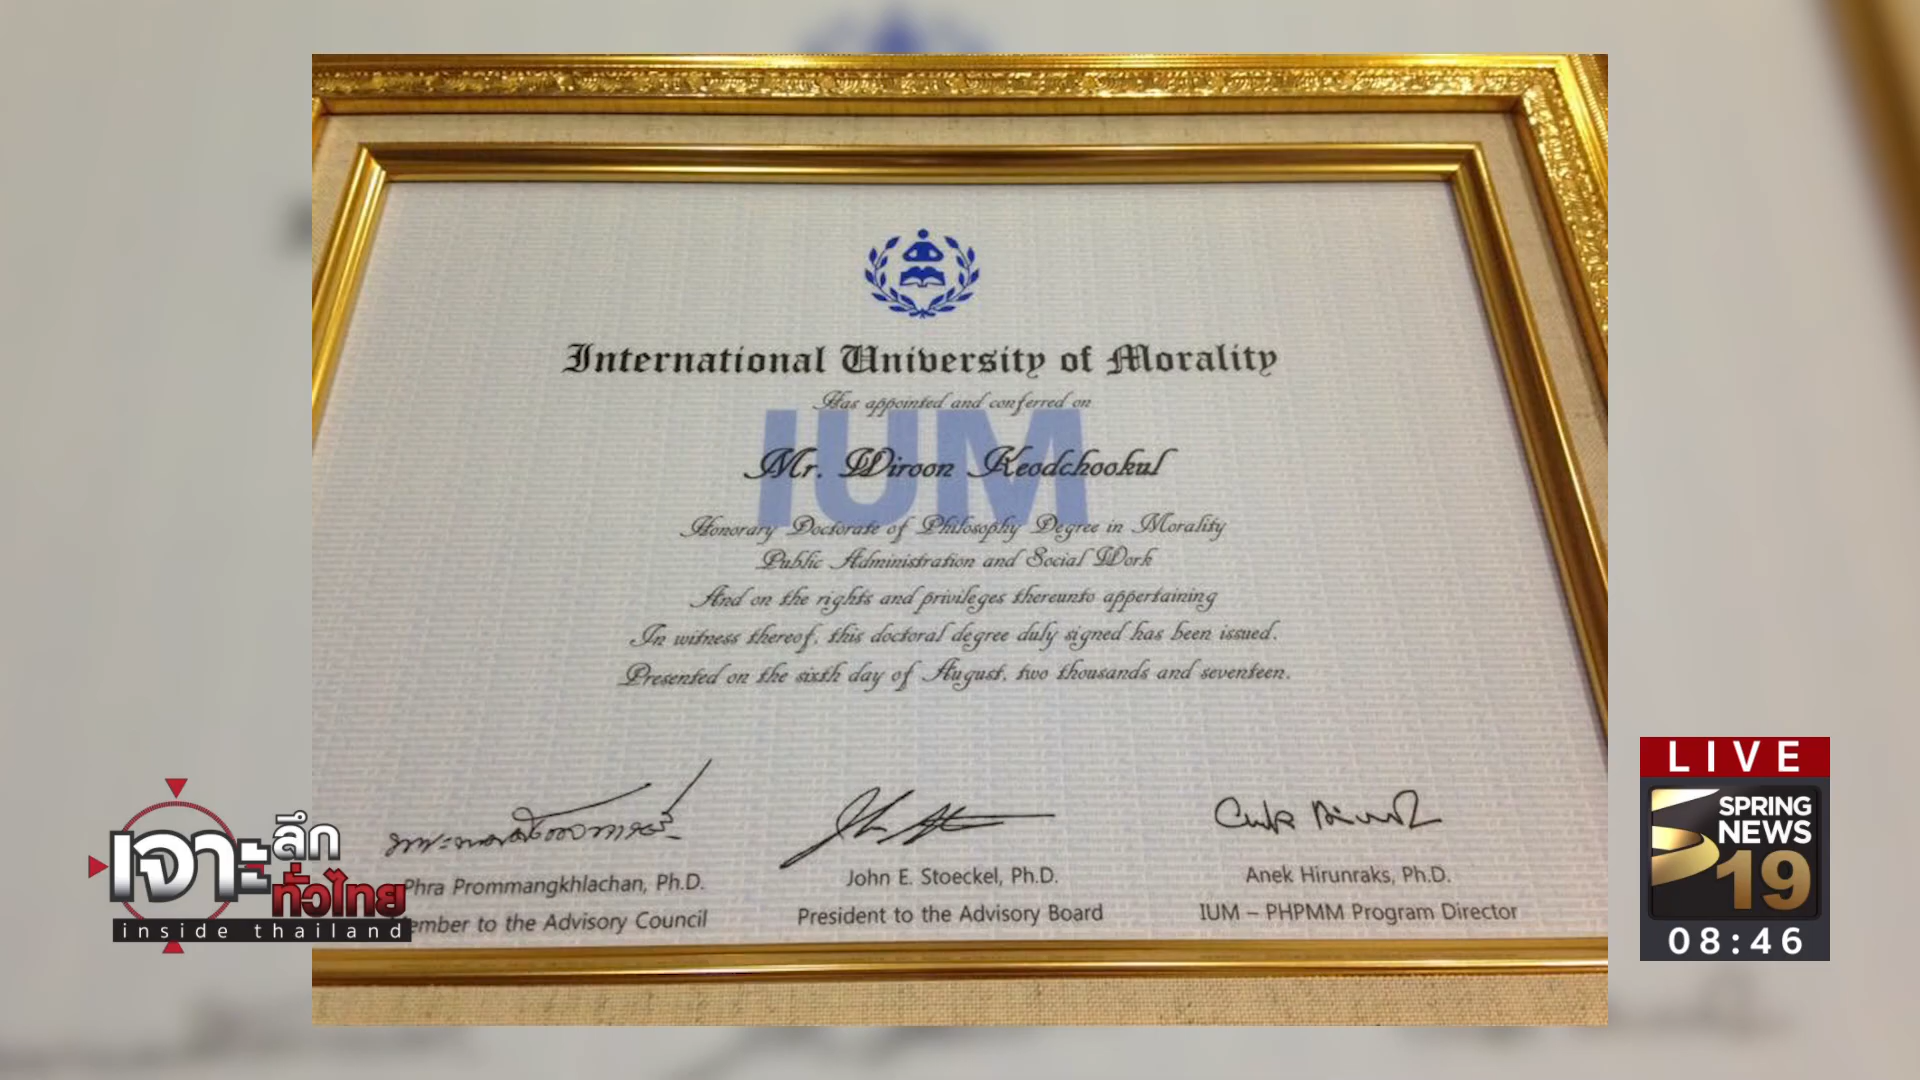 International University of Morality
Has appointed and conferred on
IUM
Mr. Wiroon Keodchookul
Honorary Doctorate of Philosophy Degree in Morality
Public Administration and Social Work
And on the rights and privileges thereunto appertaining
In witness thereof, this doctoral degree duly signed has been issued.
Presented on the sixth day of August, two thousands and seventeen.
Phra Prommangkhlachan, Ph.D.
John E. Stoeckel, Ph.D.
Anek Hirunraks, Ph.D.
ember to the Advisory Council
President to the Advisory Board
IUM – PHPMM Program Director
เจาะลึก
ทั่วไทย
inside thailand
LIVE
SPRING
NEWS
19
08:46